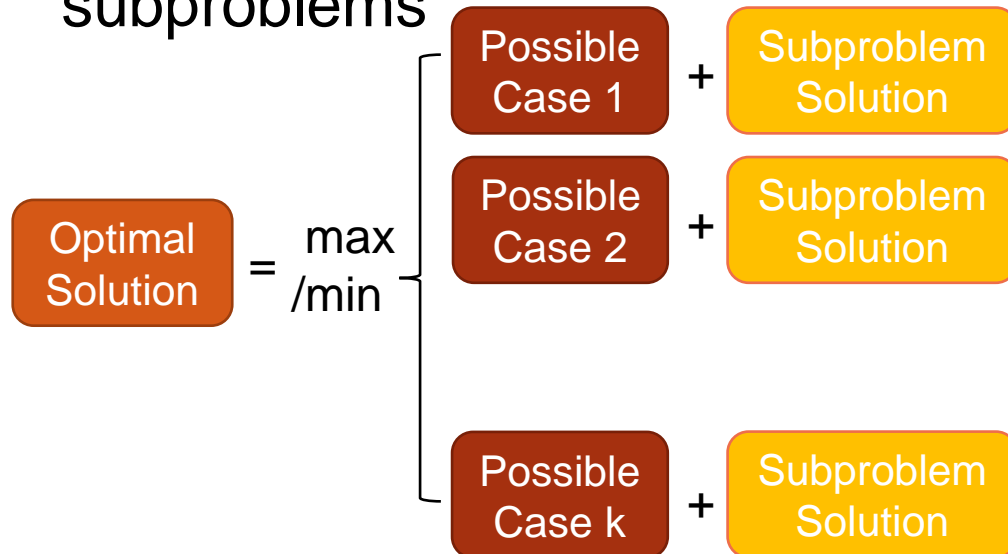 subproblems
Possible
Case 1
+
Subproblem
Solution
Possible
Case 2
+
Subproblem
Solution
Optimal
Solution
=
max
/min
Possible
Case k
+
Subproblem
Solution